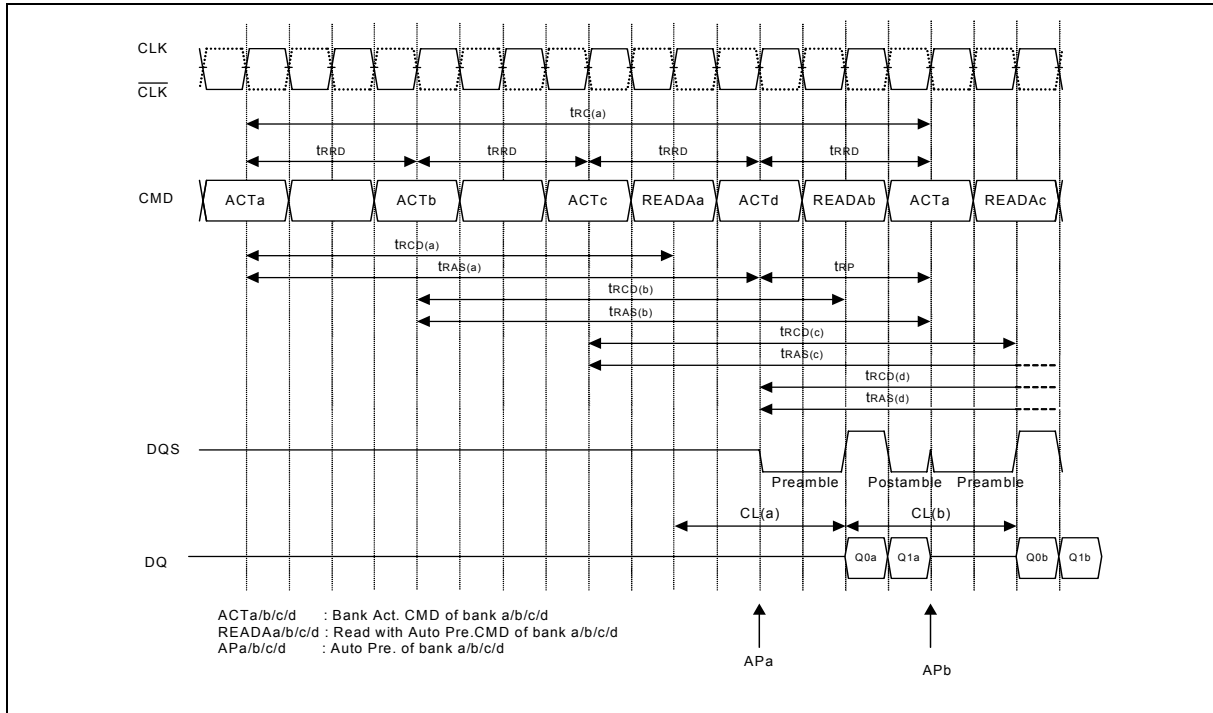 CLK
CLK
tRC(a)
tRRD tRRD tRRD tRRD
CMD ACTa ACTb ACTc READAa ACTd READAb ACTa READAc
tRCD(a)
tRAS(a) tRP
tRCD(b)
tRAS(b)
tRCD(c)
tRAS(c)
tRCD(d)
tRAS(d)
DQS
Preamble Postamble Preamble
CL(a) CL(b)
DQ Q0a Q1a Q0b Q1b
ACTa/b/c/d : Bank Act. CMD of bank a/b/c/d
READAa/b/c/d : Read with Auto Pre.CMD of bank a/b/c/d
APa/b/c/d : Auto Pre. of bank a/b/c/d
APa APb